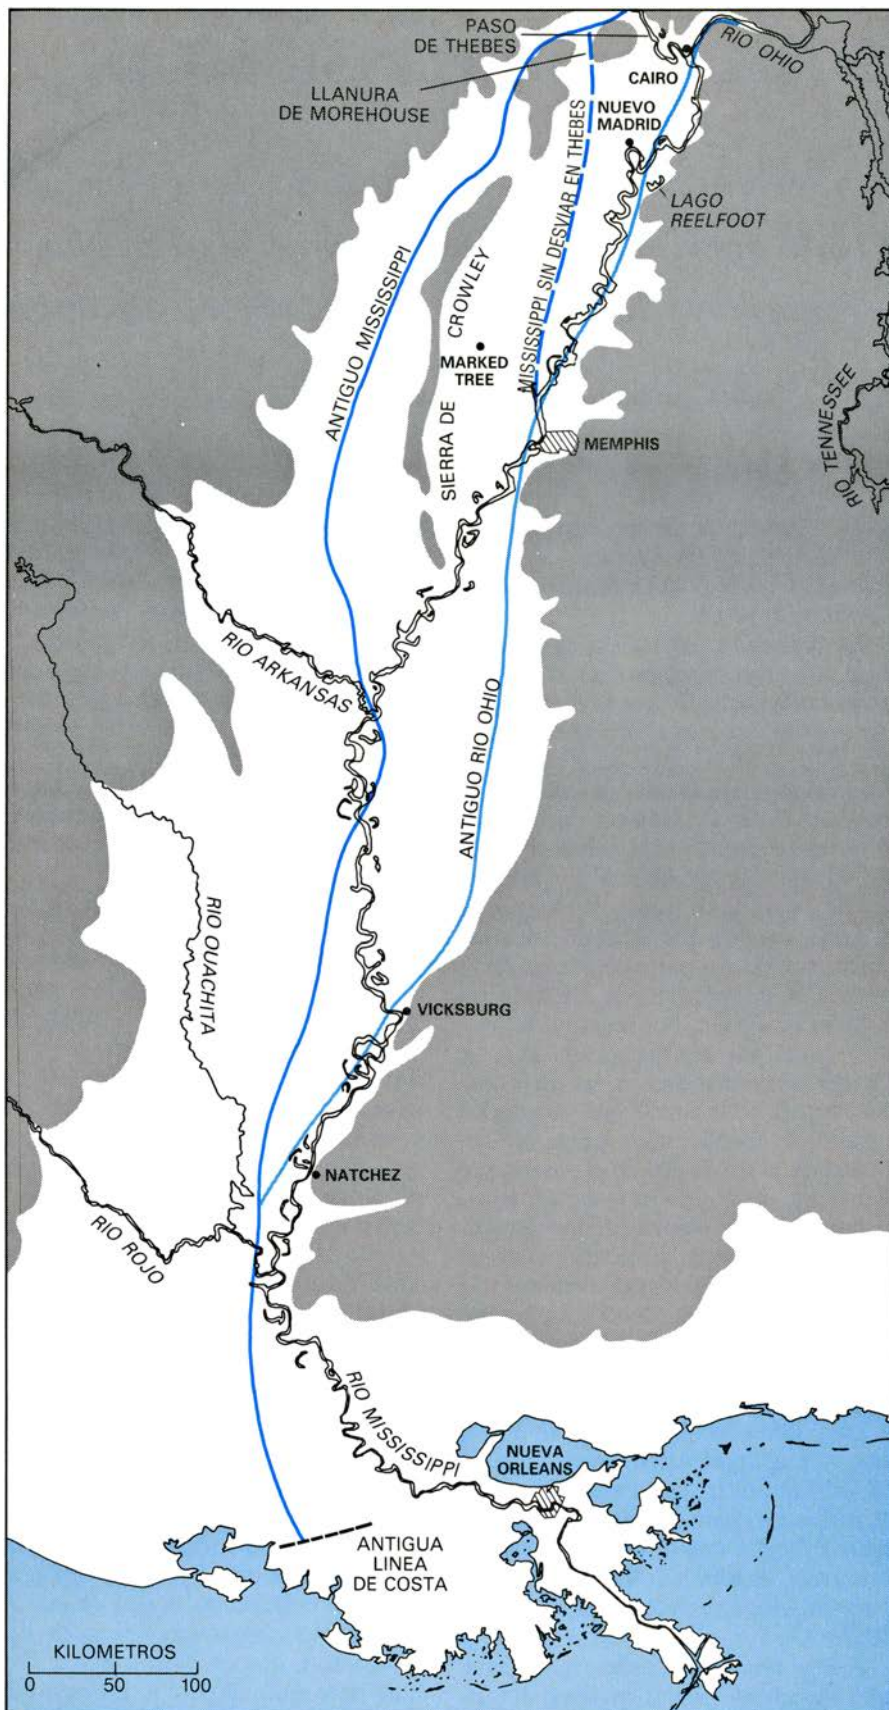 PASO
DE THEBES
RIO OHIO
CAIRO
LLANURA
DE MOREHOUSE
NUEVO
MADRID
MISSISSIPPI SIN DESVIAR EN THEBES
LAGO
REELFOOT
ANTIGUO MISSISSIPPI
SIERRA DE CROWLEY
MARKED
TREE
MEMPHIS
RIO TENNESSEE
RIO ARKANSAS
ANTIGUO RIO OHIO
RIO OUACHITA
VICKSBURG
NATCHEZ
RIO ROJO
RIO MISSISSIPPI
NUEVA
ORLEANS
ANTIGUA
LINEA
DE COSTA
KILOMETROS
0 50 100